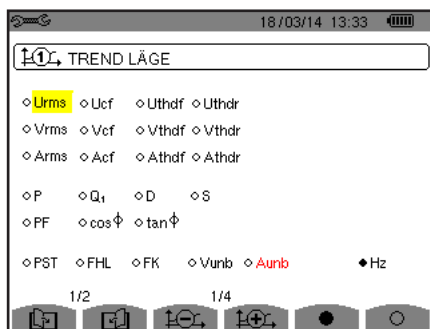 18/03/14 13:33
1 TREND LÄGE
Urms Ucf Uthdf Uthdr
Vrms Vcf Vthdf Vthdr
Arms Acf Athdf Athdr
P Q₁ D S
PF cosΦ tanΦ
PST FHL FK Vunb Aunb Hz
1/2 1/4